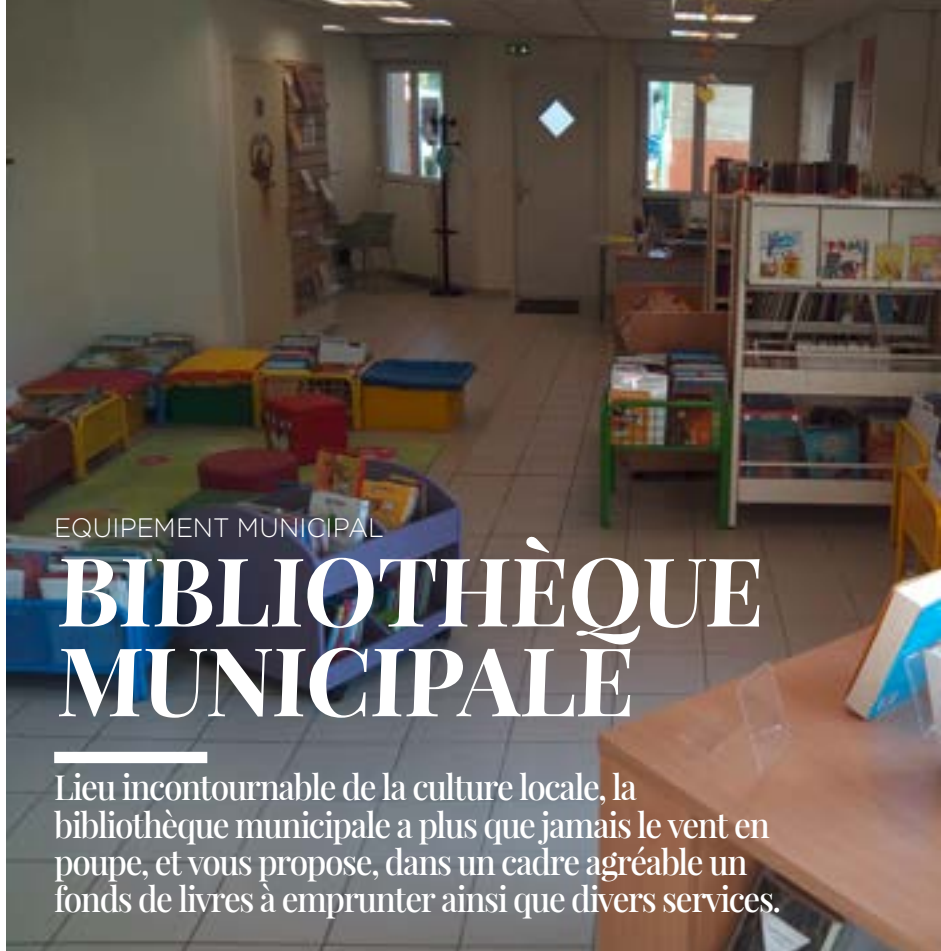 EQUIPEMENT MUNICIPAL
BIBLIOTHÈQUE
MUNICIPALE
Lieu incontournable de la culture locale, la
bibliothèque municipale a plus que jamais le vent en
poupe, et vous propose, dans un cadre agréable un
fonds de livres à emprunter ainsi que divers services.